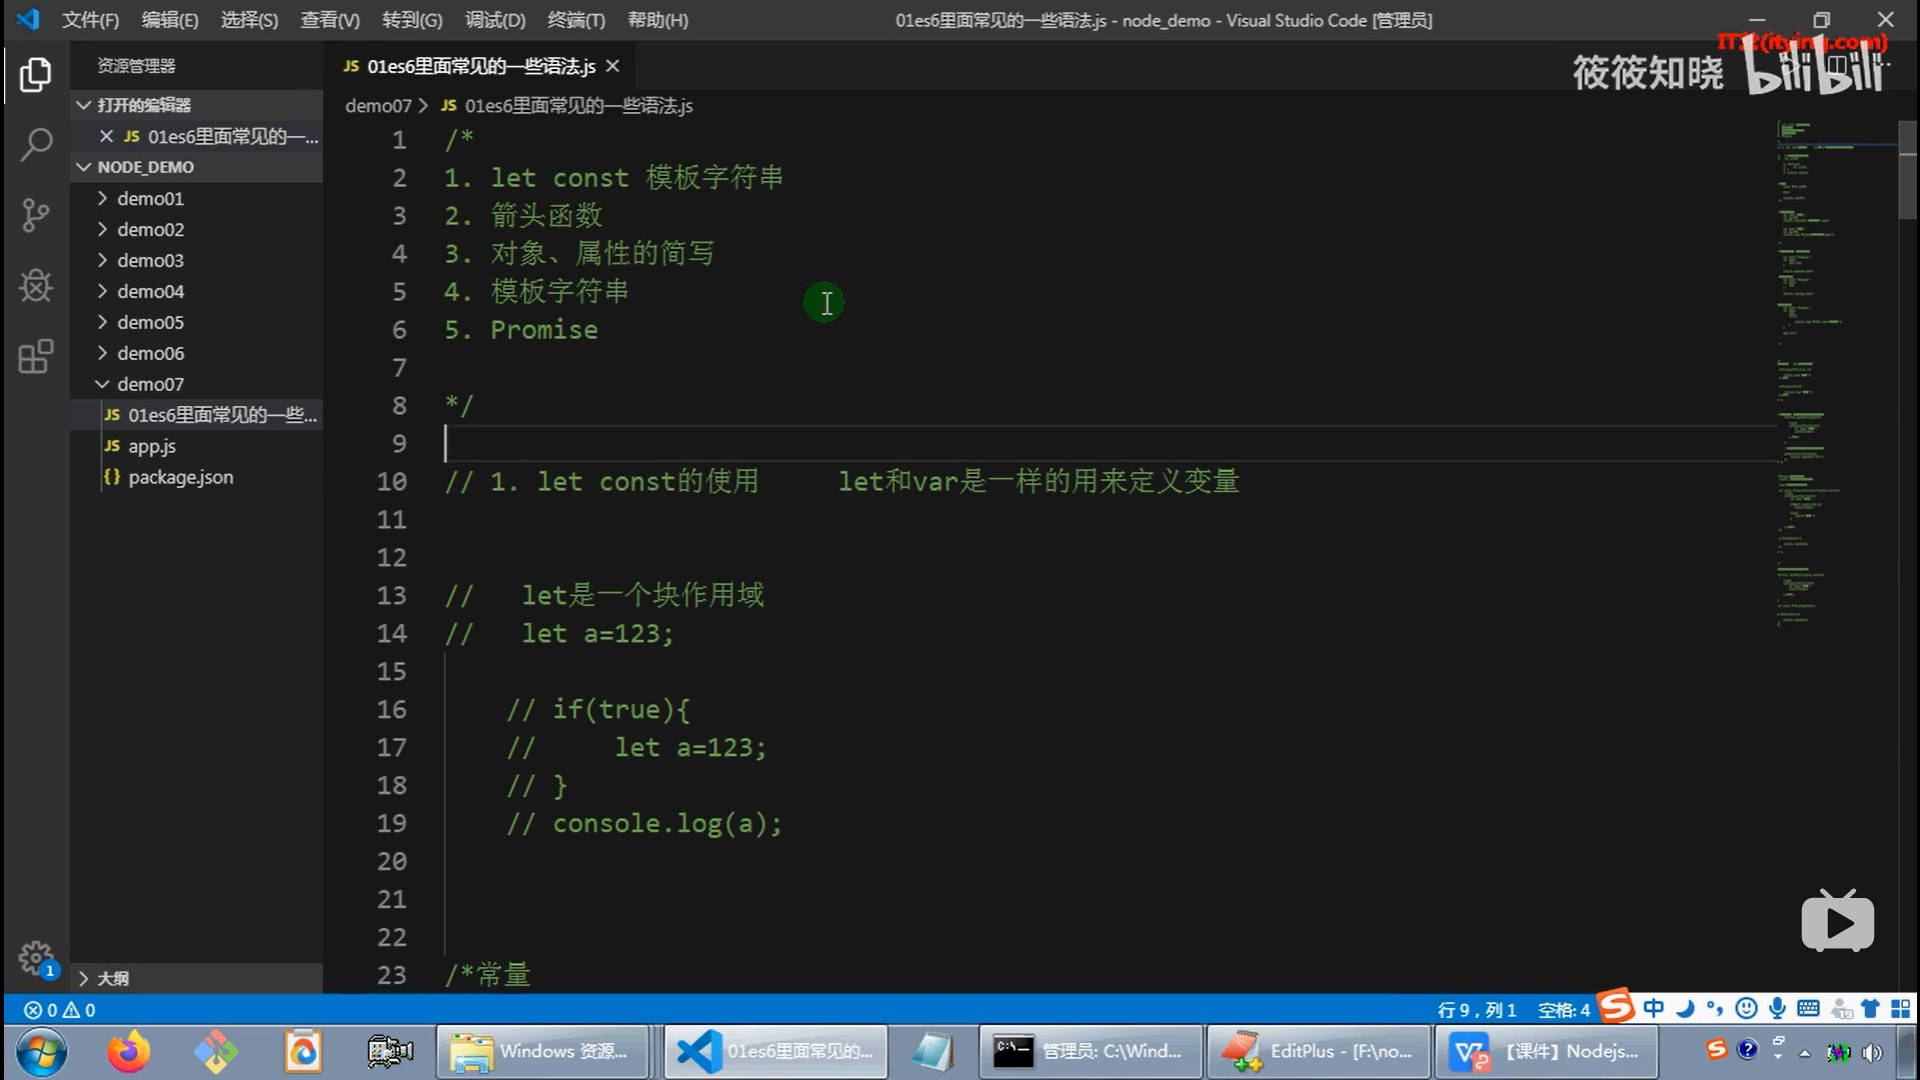 文件(F) 编辑(E) 选择(S) 查看(V) 转到(G) 调试(D) 终端(T) 帮助(H) 01es6里面常见的一些语法.js - node_demo - Visual Studio Code [管理员]
(itying.com)
筱筱知晓 bilibili
资源管理器
JS 01es6里面常见的一些语法.js
打开的编辑器
JS 01es6里面常见的一...
NODE_DEMO
demo01
demo02
demo03
demo04
demo05
demo06
demo07
JS 01es6里面常见的一些...
JS app.js
{} package.json
大纲
demo07 > JS 01es6里面常见的一些语法.js
1 /*
2 1. let const 模板字符串
3 2. 箭头函数
4 3. 对象、属性的简写
5 4. 模板字符串
6 5. Promise
7
8 */
9
10 // 1. let const的使用 let和var是一样的用来定义变量
11
12
13 // let是一个块作用域
14 // let a=123;
15
16 // if(true){
17 // let a=123;
18 // }
19 // console.log(a);
20
21
22
23 /*常量
1
0 0 行 9，列 1 空格: 4 中
Windows 资源... 01es6里面常见的... 管理员: C:\Wind... EditPlus - [F:\no... 【课件】Nodejs...